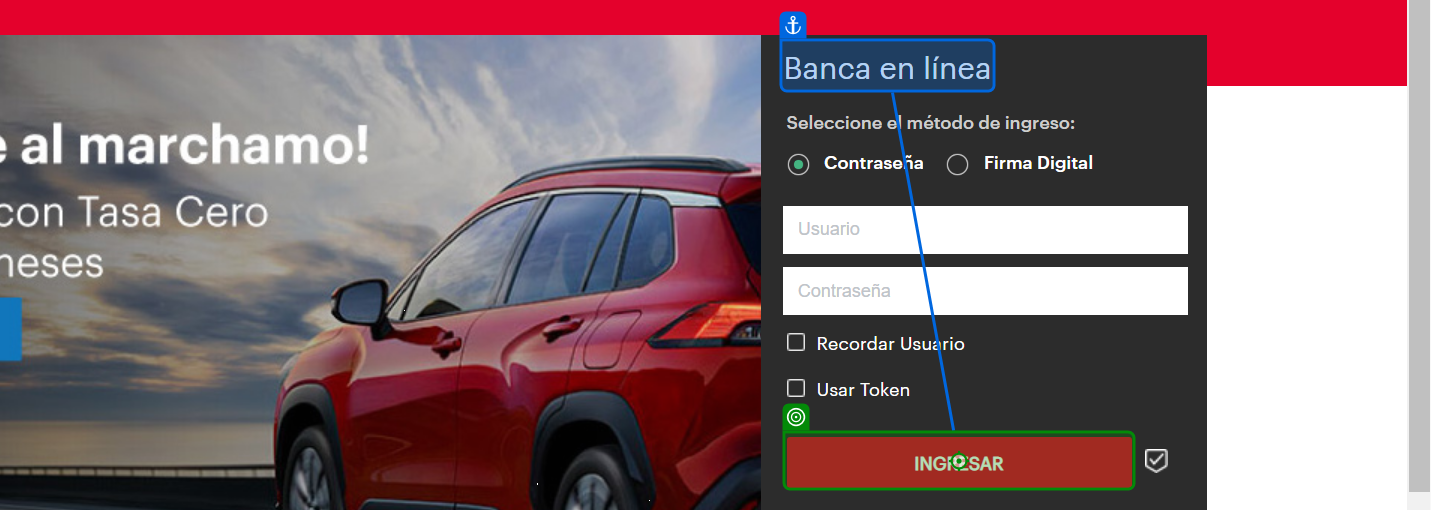 e al marchamo!
con Tasa Cero
neses
Banca en línea
Seleccione el método de ingreso:
Contraseña Firma Digital
Usuario
Contraseña
Recordar Usuario
Usar Token
INGRESAR